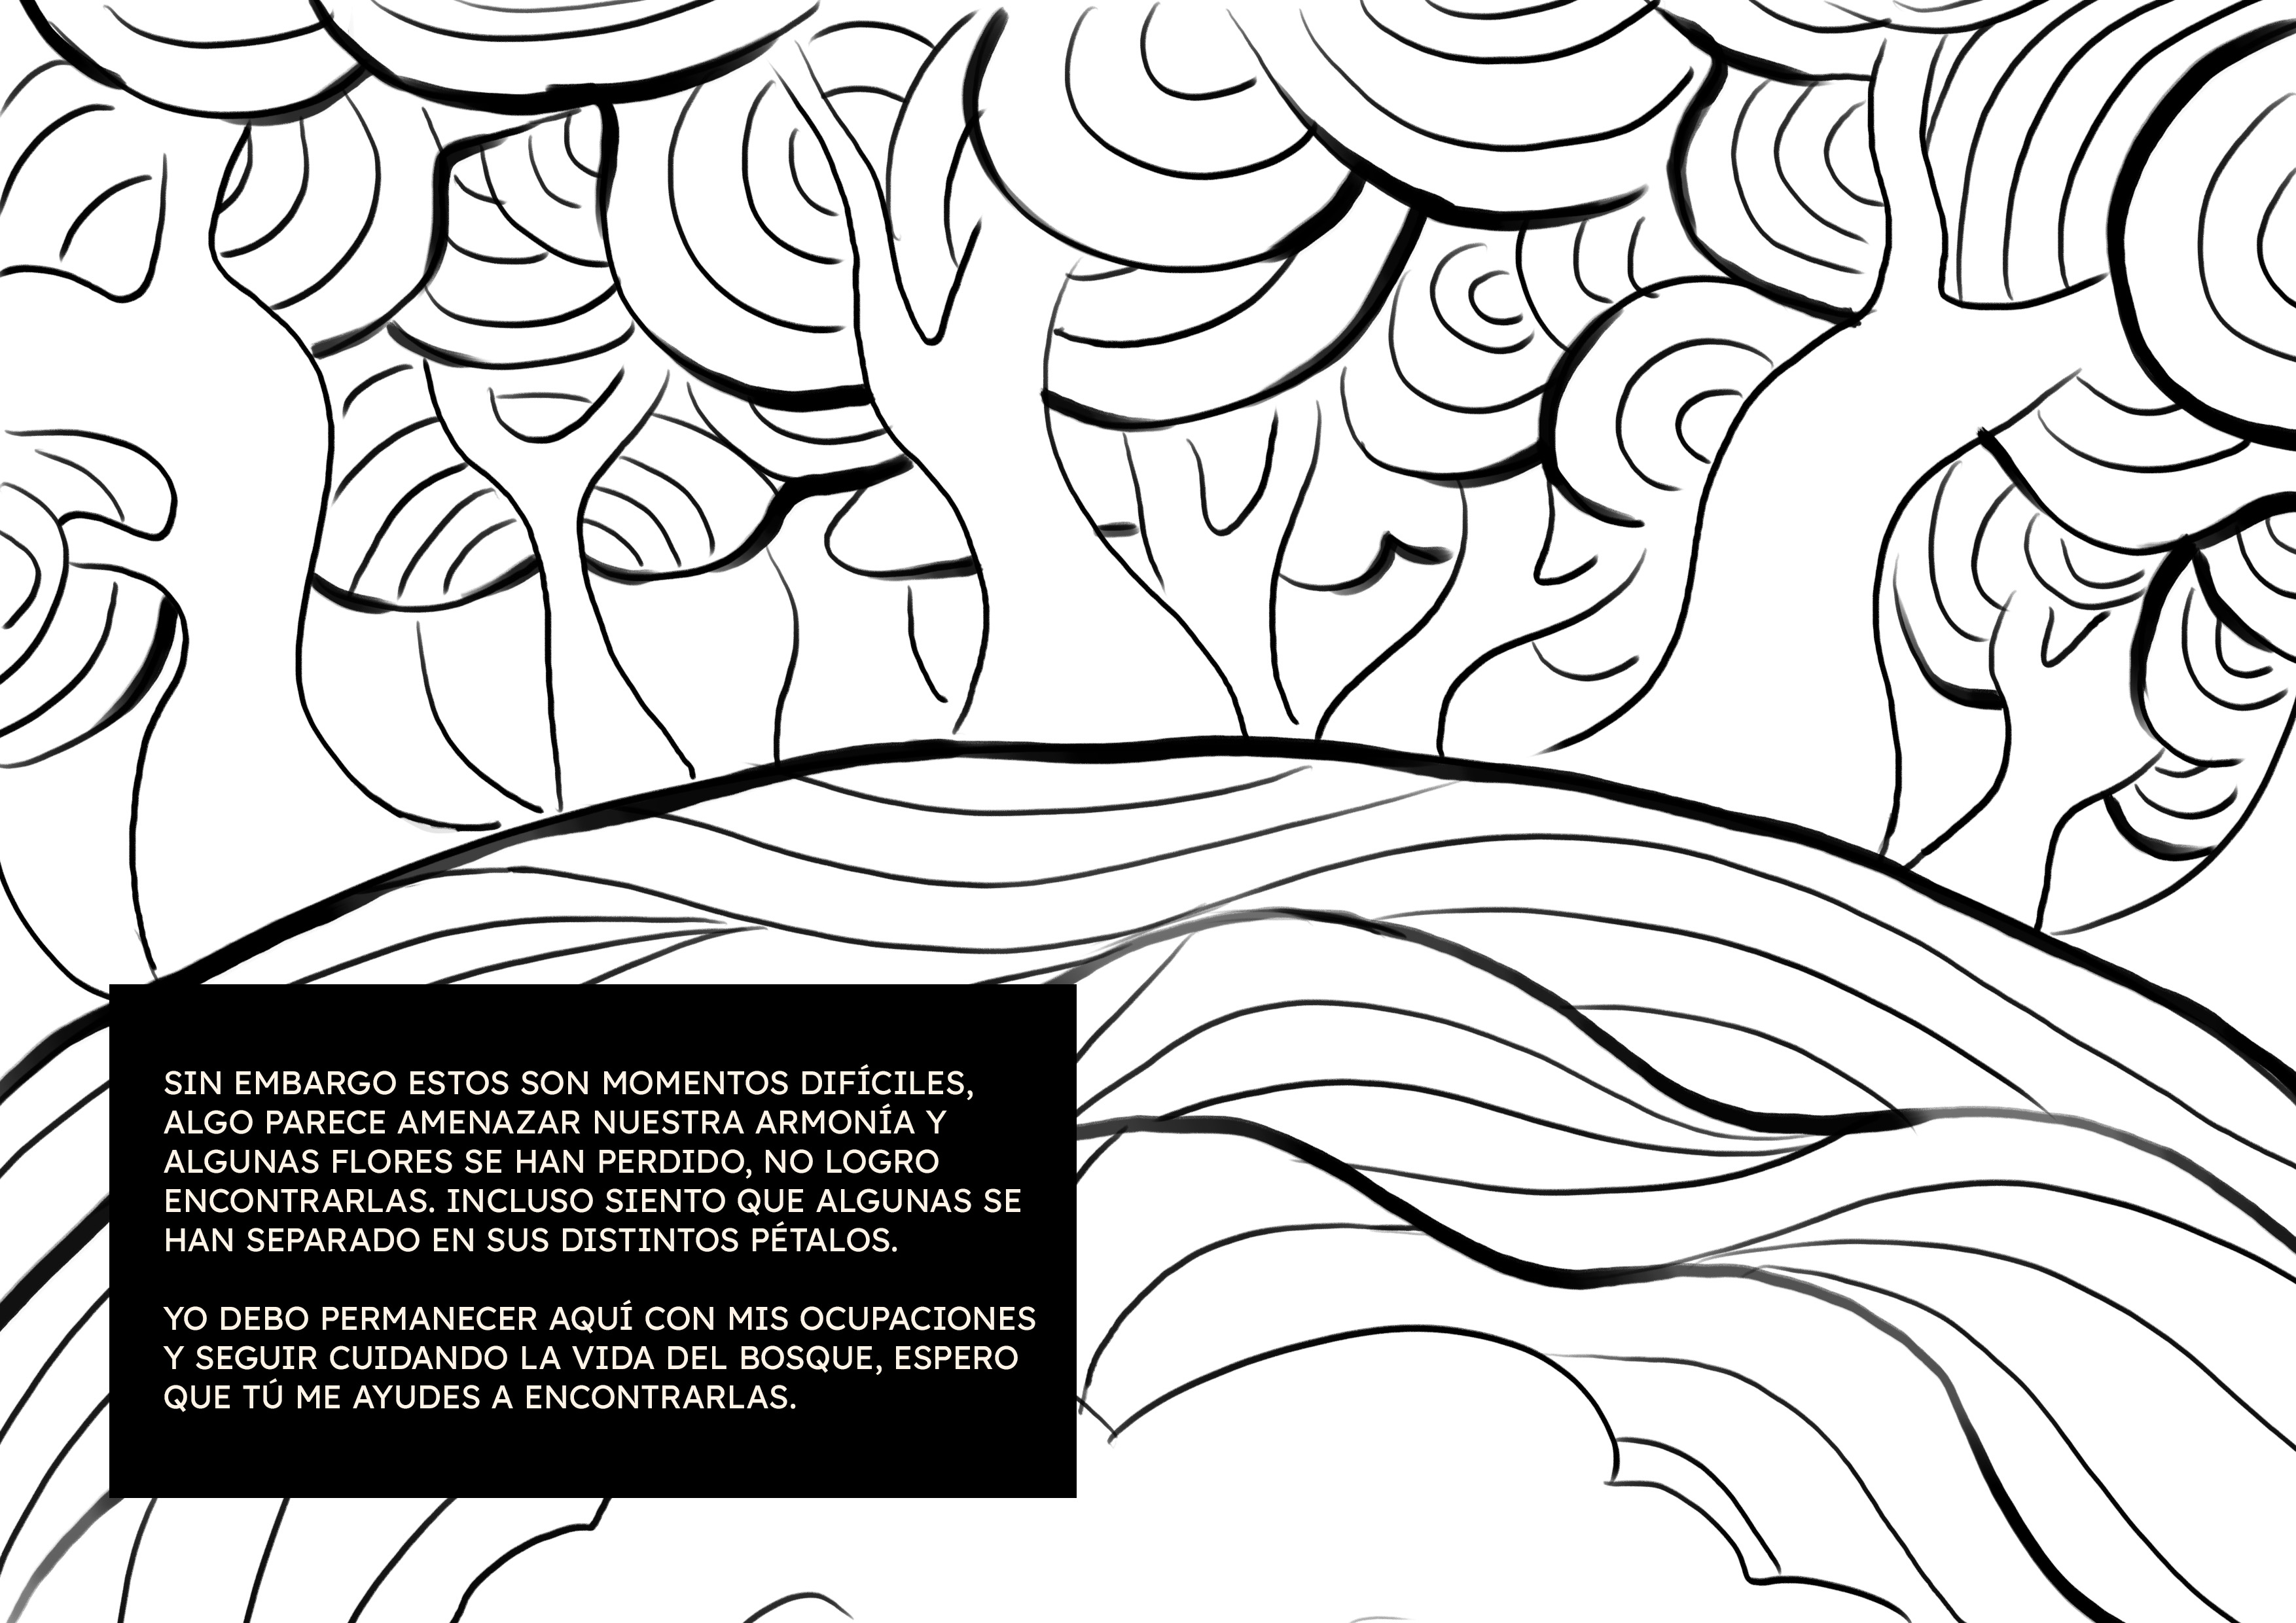 SIN EMBARGO ESTOS SON MOMENTOS DIFÍCILES,
ALGO PARECE AMENAZAR NUESTRA ARMONÍA Y
ALGUNAS FLORES SE HAN PERDIDO, NO LOGRO
ENCONTRARLAS. INCLUSO SIENTO QUE ALGUNAS SE
HAN SEPARADO EN SUS DISTINTOS PÉTALOS.
YO DEBO PERMANECER AQUÍ CON MIS OCUPACIONES
Y SEGUIR CUIDANDO LA VIDA DEL BOSQUE, ESPERO
QUE TÚ ME AYUDES A ENCONTRARLAS.